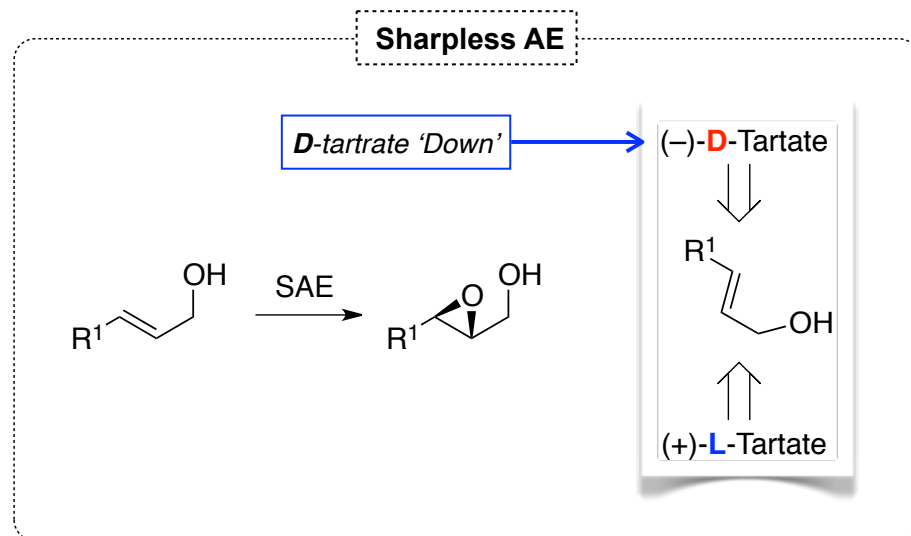 Sharpless AE
D-tartrate 'Down'
(–)-D-Tartate
R¹
OH
SAE
R¹
O
OH
R¹
OH
(+)-L-Tartate